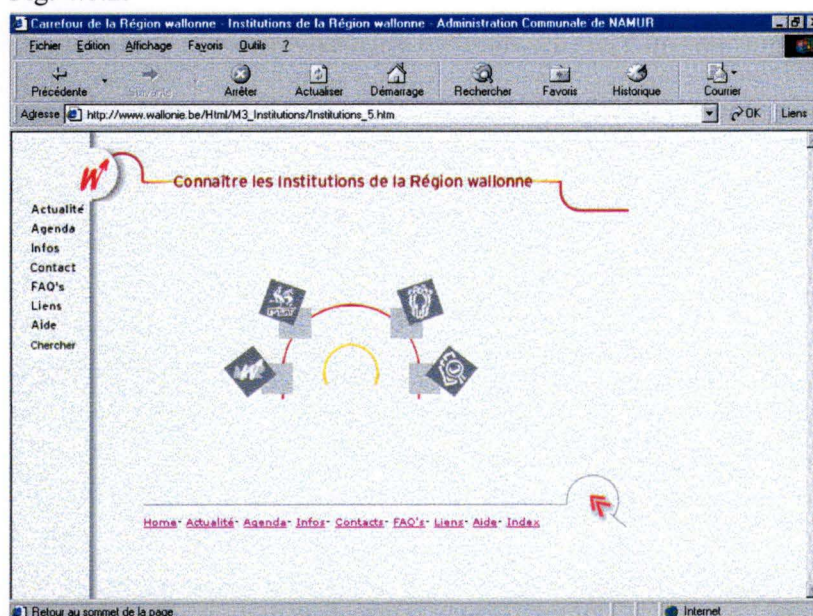 Carrefour de la Région wallonne - Institutions de la Région wallonne - Administration Communale de NAMUR
Fichier Edition Affichage Favoris Outils ?
Précédente Suivante Arrêter Actualiser Démarrage Rechercher Favoris Historique Courrier
Adresse http://www.wallonie.be/Html/M3_Institutions/Institutions_5.htm OK Liens
W
Connaître les Institutions de la Région wallonne
Actualité
Agenda
Infos
Contact
FAQ's
Liens
Aide
Chercher
Home- Actualité- Agenda- Infos- Contacts- FAQ's- Liens- Aide- Index
Retour au sommet de la page Internet